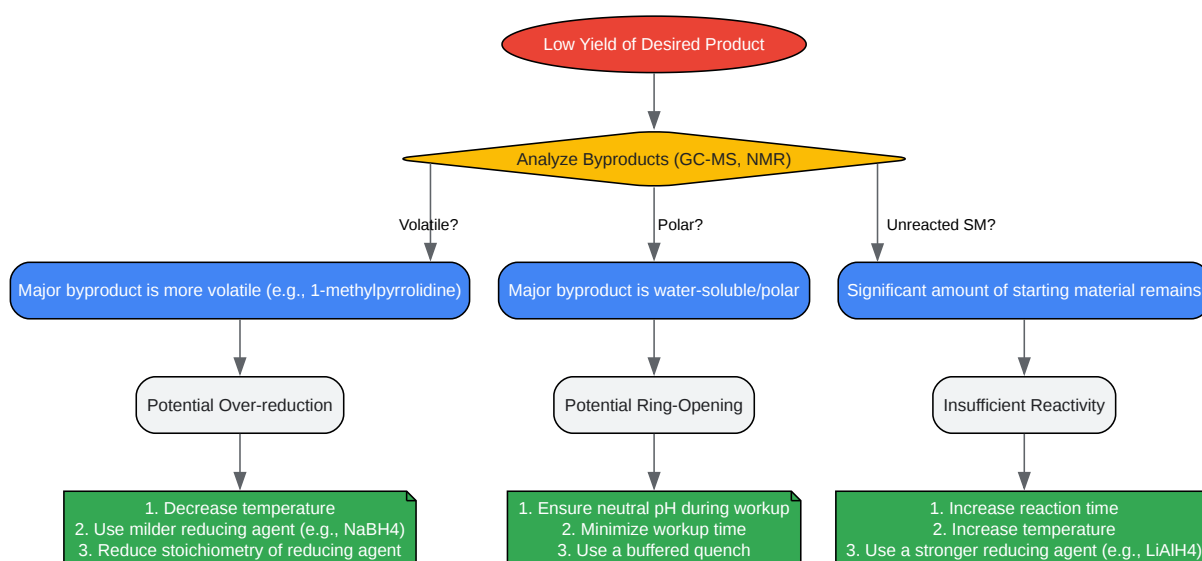 Low Yield of Desired Product
Analyze Byproducts (GC-MS, NMR)
Volatile?
Polar?
Unreacted SM?
Major byproduct is more volatile (e.g., 1-methylpyrrolidine)
Major byproduct is water-soluble/polar
Significant amount of starting material remains
Potential Over-reduction
Potential Ring-Opening
Insufficient Reactivity
1. Decrease temperature
2. Use milder reducing agent (e.g., NaBH4)
3. Reduce stoichiometry of reducing agent
1. Ensure neutral pH during workup
2. Minimize workup time
3. Use a buffered quench
1. Increase reaction time
2. Increase temperature
3. Use a stronger reducing agent (e.g., LiAlH4)